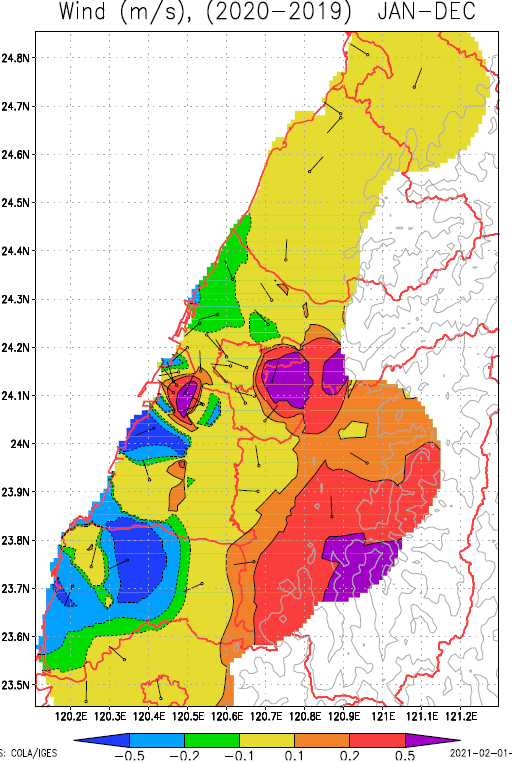 Wind (m/s), (2020−2019)  JAN−DEC
24.8N
24.7N
24.6N
24.5N
24.4N
24.3N
24.2N
24.1N
24N
23.9N
23.8N
23.7N
23.6N
23.5N
120.2E 120.3E 120.4E 120.5E 120.6E 120.7E 120.8E 120.9E 121E 121.1E 121.2E
−0.5 −0.2 −0.1 0.1 0.2 0.5
S: COLA/IGES 2021−02−01−